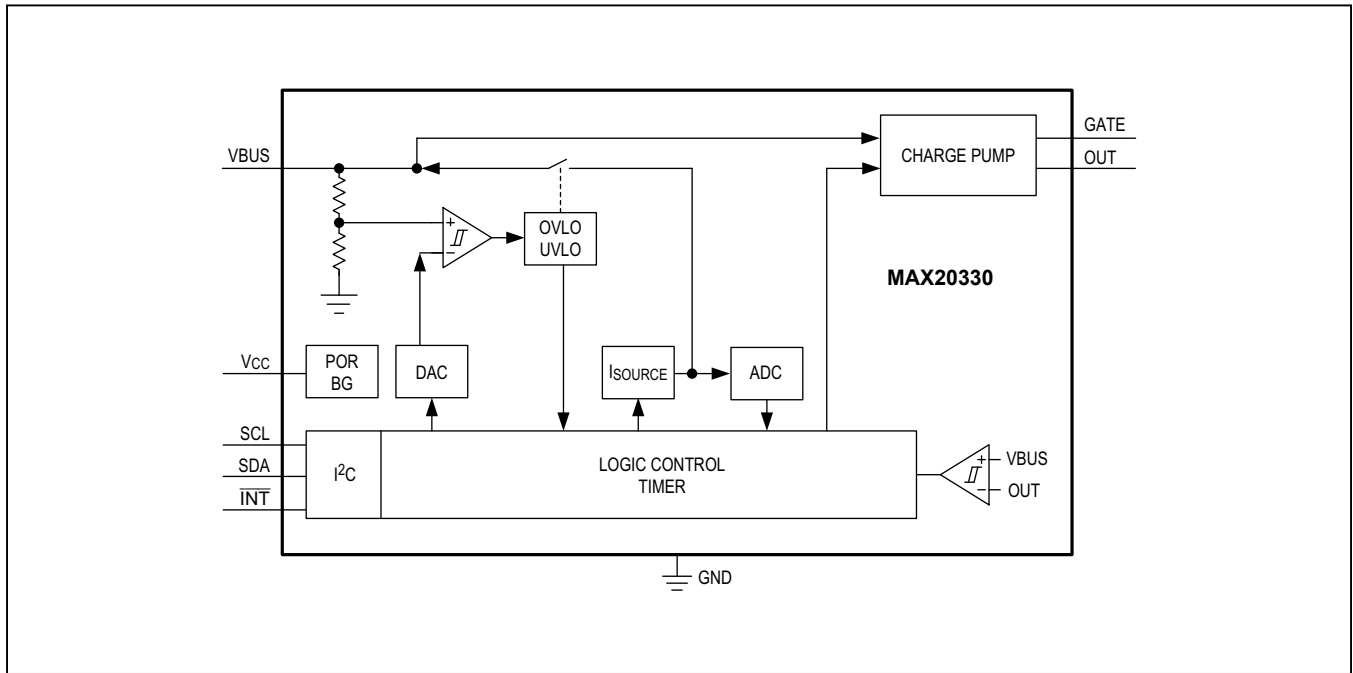 GATE
CHARGE PUMP
OUT
VBUS
+
−
OVLO
UVLO
MAX20330
VCC
POR
BG
DAC
ISOURCE
ADC
SCL
SDA
INT
I²C
LOGIC CONTROL
TIMER
+
−
VBUS
OUT
GND